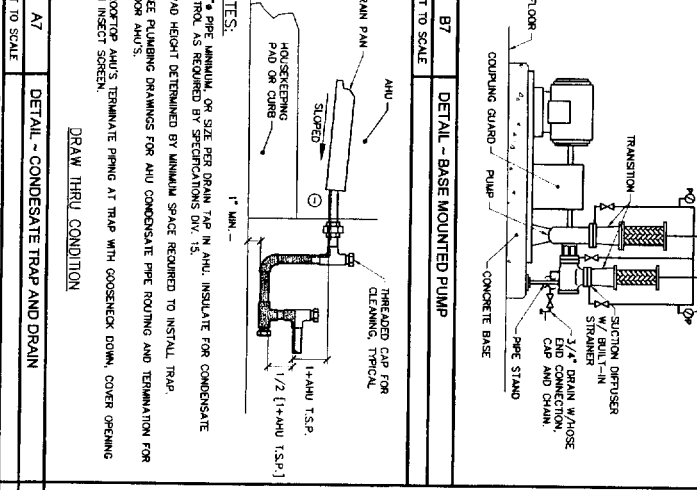 FLOOR
COUPLING GUARD
PUMP
TRANSITION
SUCTION DIFFUSER
W/ BUILT-IN
STRAINER
3/4" DRAIN W/HOSE
END CONNECTION,
CAP AND CHAIN.
PIPE STAND
CONCRETE BASE
B7
DETAIL ~ BASE MOUNTED PUMP
T TO SCALE
RAIN PAN
AHU
SLOPED
HOUSEKEEPING
PAD OR CURB
1" MIN.
THREADED CAP FOR
CLEANING, TYPICAL
1+AHU T.S.P.
1/2 [1+AHU T.S.P.]
TES:
"ø PIPE MINIMUM, OR SIZE PER DRAIN TAP IN AHU. INSULATE FOR CONDENSATE
TROL AS REQUIRED BY SPECIFICATIONS DIV. 15.
AD HEIGHT DETERMINED BY MINIMUM SPACE REQUIRED TO INSTALL TRAP.
EE PLUMBING DRAWINGS FOR AHU CONDENSATE PIPE ROUTING AND TERMINATION FOR
OOR AHU'S.
OOFTOP AHU'S, TERMINATE PIPING AT TRAP WITH GOOSENECK DOWN, COVER OPENING
INSECT SCREEN.
DRAW THRU CONDITION
A7
DETAIL ~ CONDESATE TRAP AND DRAIN
TO SCALE